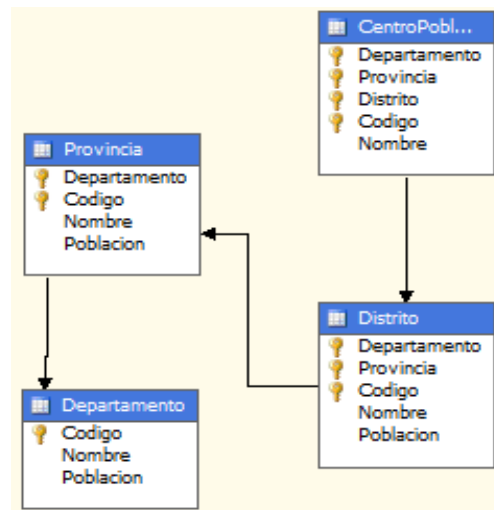 CentroPobl...
Departamento
Provincia
Distrito
Codigo
Nombre
Provincia
Departamento
Codigo
Nombre
Poblacion
Distrito
Departamento
Provincia
Codigo
Nombre
Poblacion
Departamento
Codigo
Nombre
Poblacion